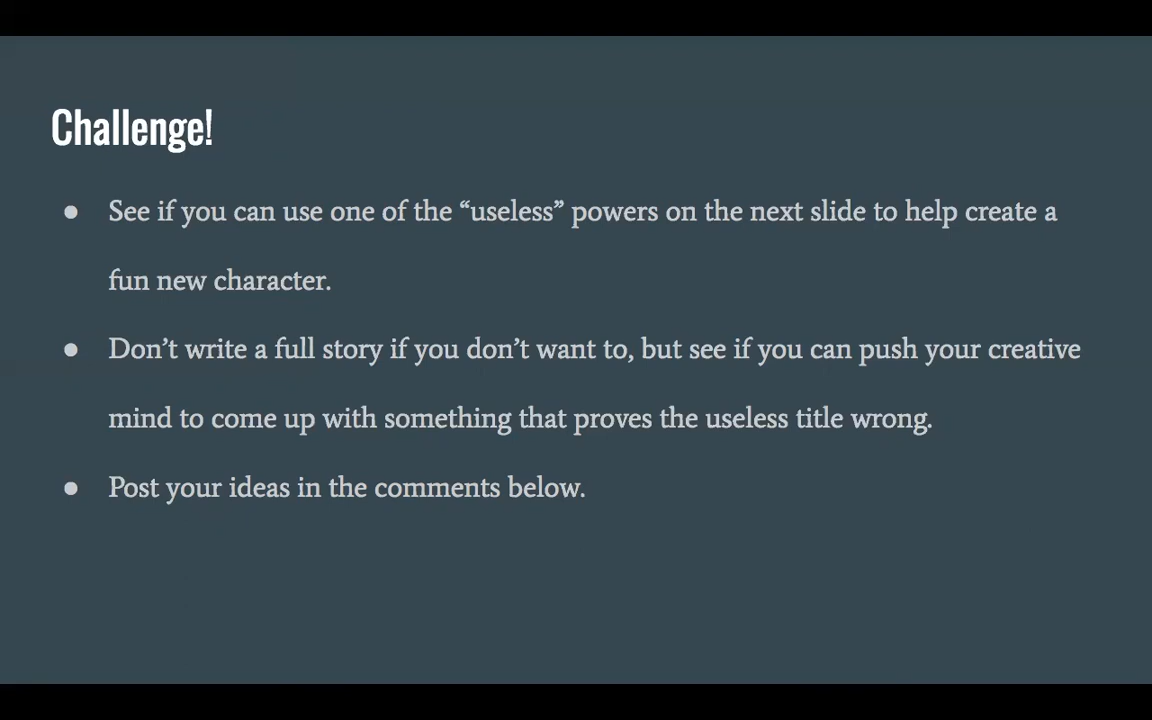 Challenge!
● See if you can use one of the “useless” powers on the next slide to help create a
fun new character.
● Don’t write a full story if you don’t want to, but see if you can push your creative
mind to come up with something that proves the useless title wrong.
● Post your ideas in the comments below.